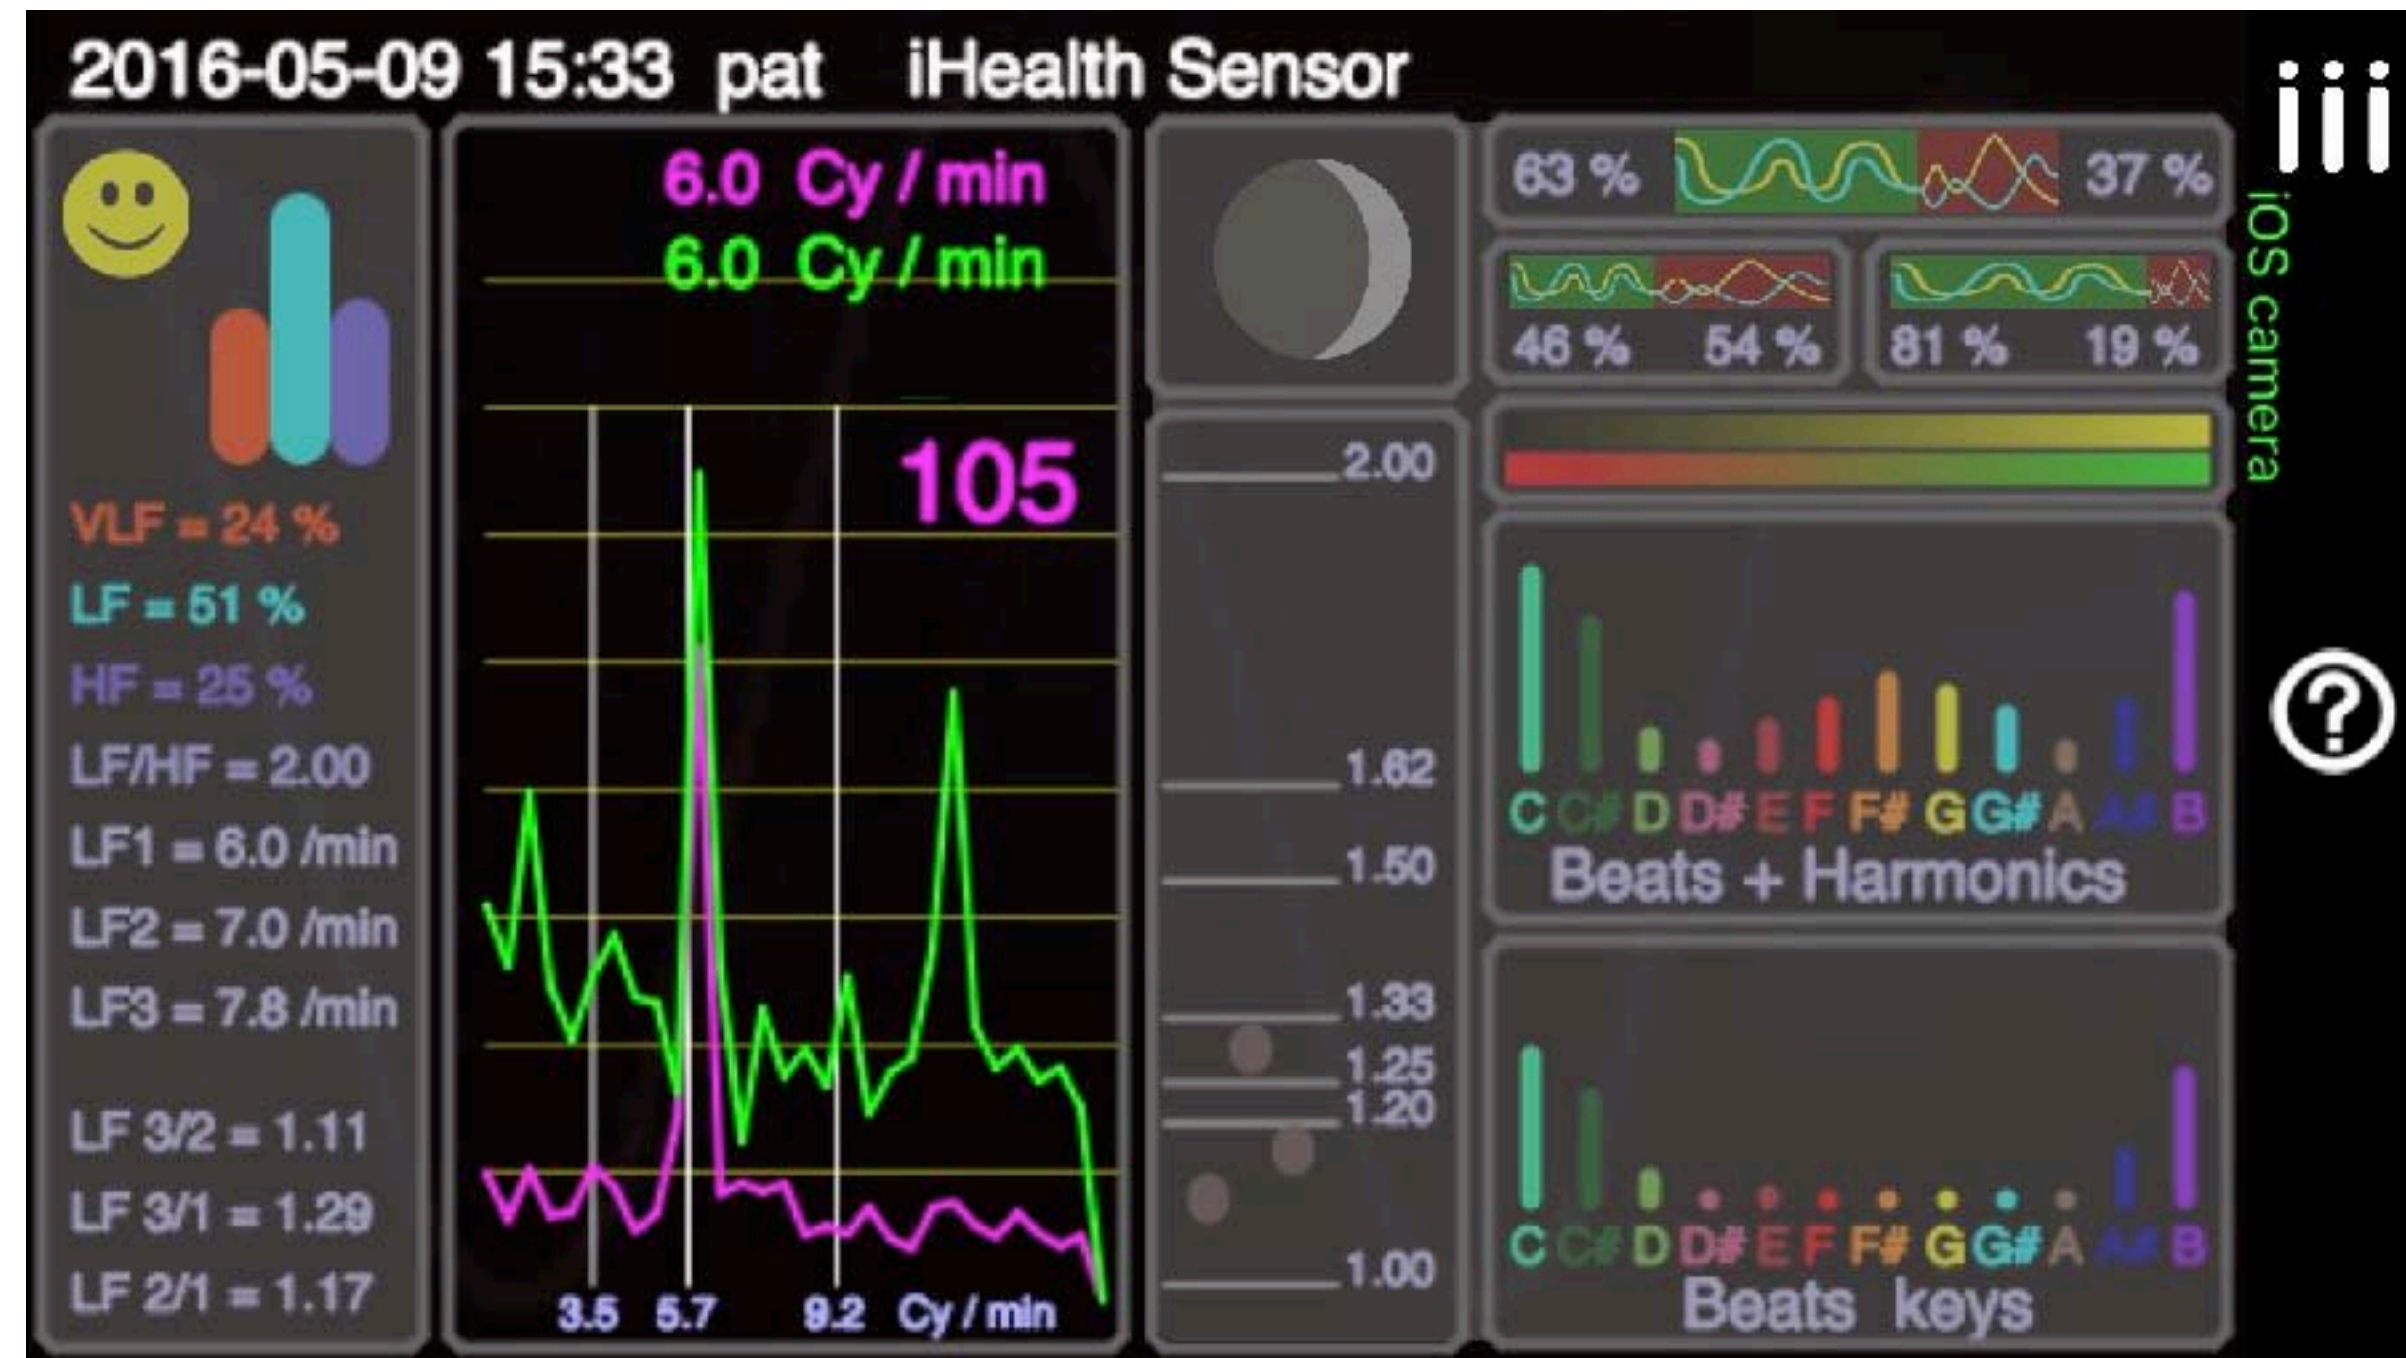 2016-05-09 15:33 pat iHealth Sensor
iii
iOS camera
VLF = 24 %
LF = 51 %
HF = 25 %
LF/HF = 2.00
LF1 = 6.0 /min
LF2 = 7.0 /min
LF3 = 7.8 /min
LF 3/2 = 1.11
LF 3/1 = 1.29
LF 2/1 = 1.17
6.0 Cy / min
6.0 Cy / min
105
3.5 5.7 9.2 Cy / min
2.00
1.62
1.50
1.33
1.25
1.20
1.00
63 % 37 %
46 % 54 % 81 % 19 %
C C# D D# E F F# G G# A A# B
Beats + Harmonics
C C# D D# E F F# G G# A A# B
Beats keys
?